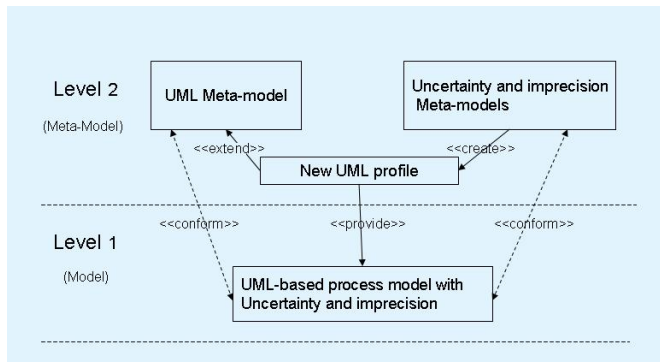 Level 2
(Meta-Model)
UML Meta-model
Uncertainty and imprecision
Meta-models
<<extend>>
<<create>>
New UML profile
<<conform>>
<<provide>>
<<conform>>
Level 1
(Model)
UML-based process model with
Uncertainty and imprecision